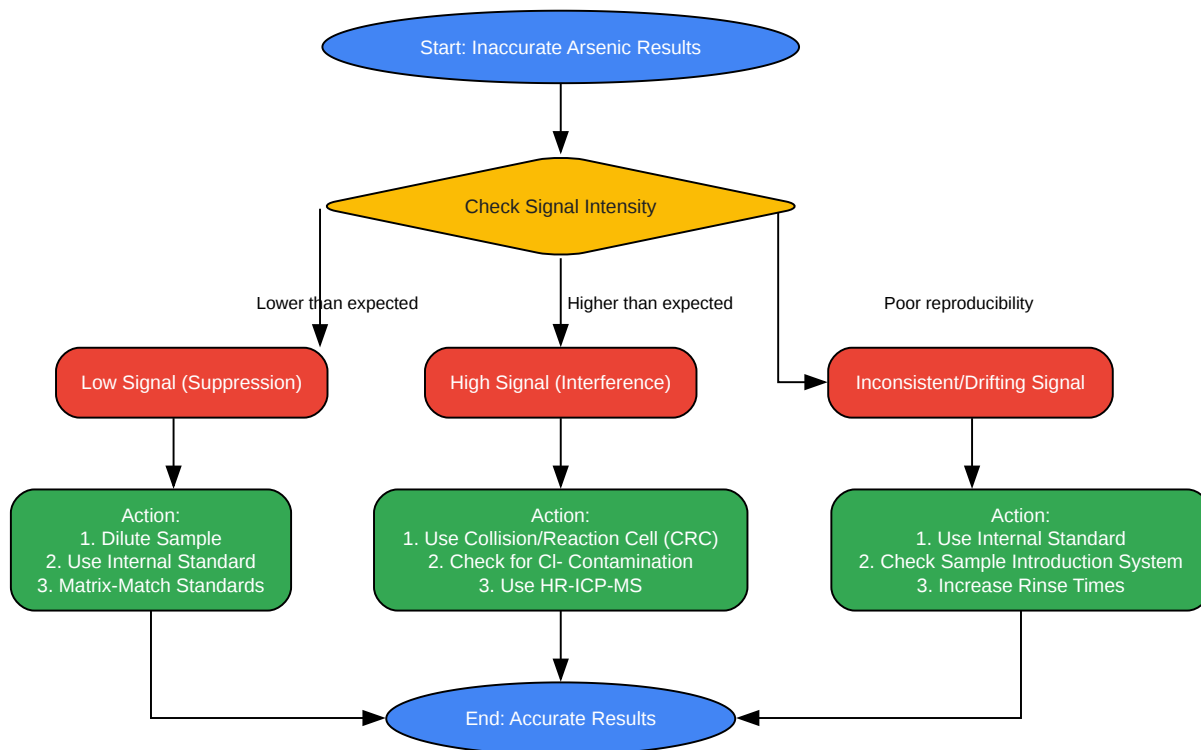 Start: Inaccurate Arsenic Results
Check Signal Intensity
Lower than expected
Higher than expected
Poor reproducibility
Low Signal (Suppression)
High Signal (Interference)
Inconsistent/Drifting Signal
Action:
1. Dilute Sample
2. Use Internal Standard
3. Matrix-Match Standards
Action:
1. Use Collision/Reaction Cell (CRC)
2. Check for Cl- Contamination
3. Use HR-ICP-MS
Action:
1. Use Internal Standard
2. Check Sample Introduction System
3. Increase Rinse Times
End: Accurate Results